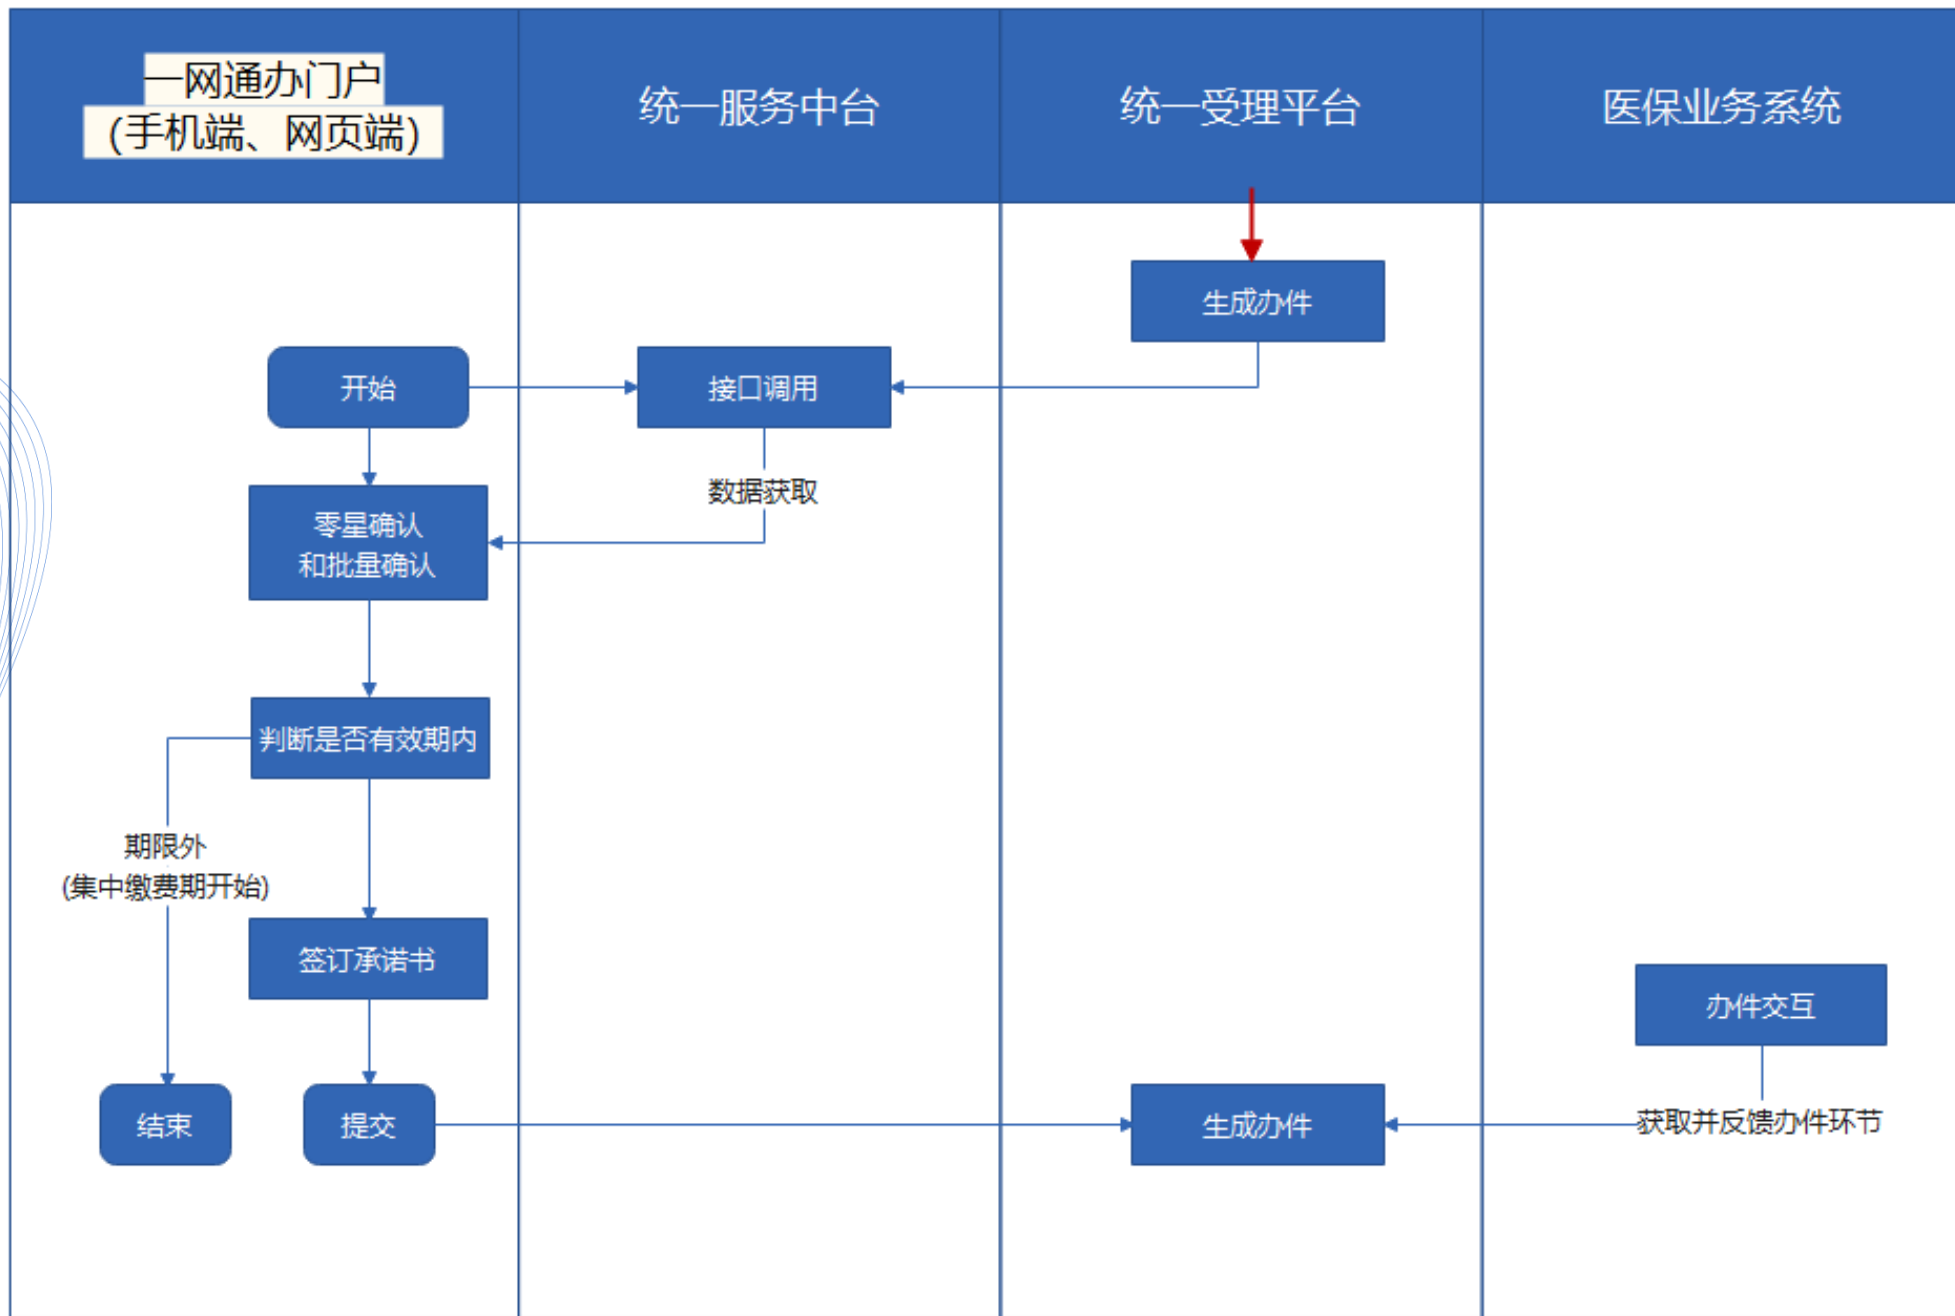 一网通办门户
(手机端、网页端)
统一服务中台
统一受理平台
医保业务系统
生成办件
开始
接口调用
数据获取
零星确认
和批量确认
判断是否有效期内
期限外
(集中缴费期开始)
签订承诺书
办件交互
结束
提交
生成办件
获取并反馈办件环节